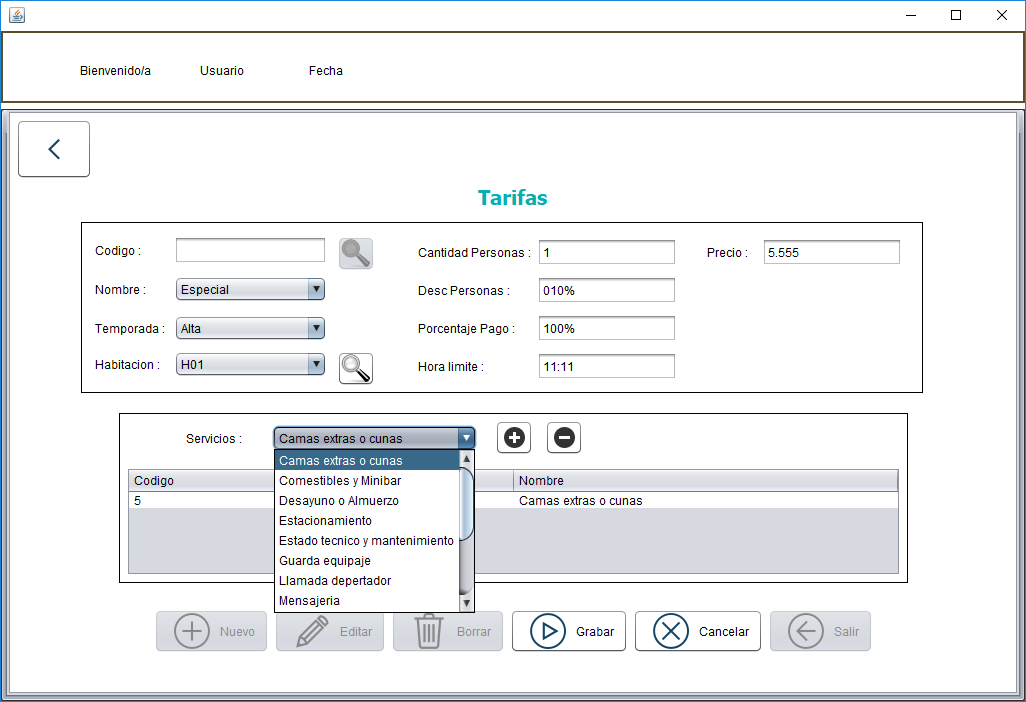 Bienvenido/a Usuario Fecha
Tarifas
Codigo :
Nombre : Especial
Temporada : Alta
Habitacion : H01
Cantidad Personas : 1
Desc Personas : 010%
Porcentaje Pago : 100%
Hora limite : 11:11
Precio : 5.555
Servicios : Camas extras o cunas
Camas extras o cunas
Comestibles y Minibar
Desayuno o Almuerzo
Estacionamiento
Estado tecnico y mantenimiento
Guarda equipaje
Llamada depertador
Mensajeria
Codigo Nombre
5 Camas extras o cunas
Nuevo Editar Borrar Grabar Cancelar Salir